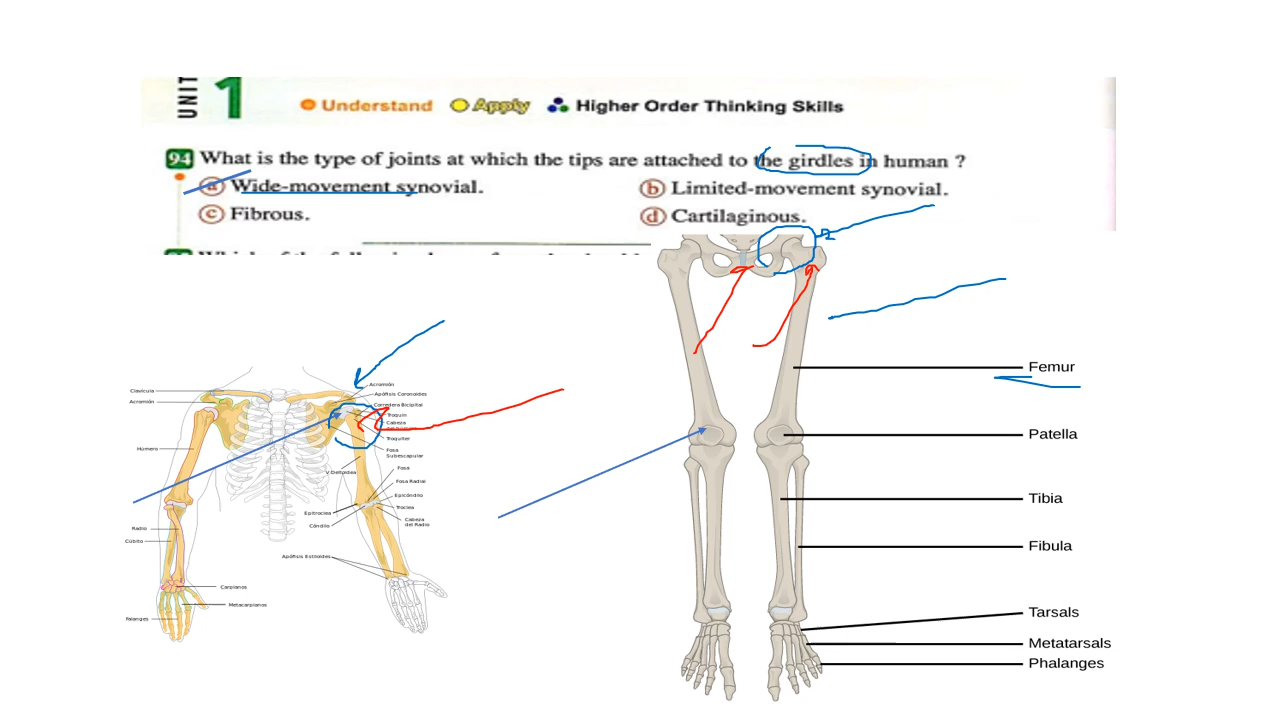 UNIT 1
Understand Apply Higher Order Thinking Skills
94 What is the type of joints at which the tips are attached to the girdles in human ?
a Wide-movement synovial.
b Limited-movement synovial.
c Fibrous.
d Cartilaginous.
Clavícula
Acromión
Húmero
Radio
Cúbito
Falanges
Carpianos
Metacarpianos
Acromión
Apófisis Coronoides
Corredera Bicipital
Troquín
Cabeza
Troquiter
Fosa
Subescapular
V Deltoidea
Fosa
Fosa Radial
Epicóndilo
Tróclea
Cabeza
del Radio
Epitroclea
Cóndilo
Apófisis Estiloides
Femur
Patella
Tibia
Fibula
Tarsals
Metatarsals
Phalanges